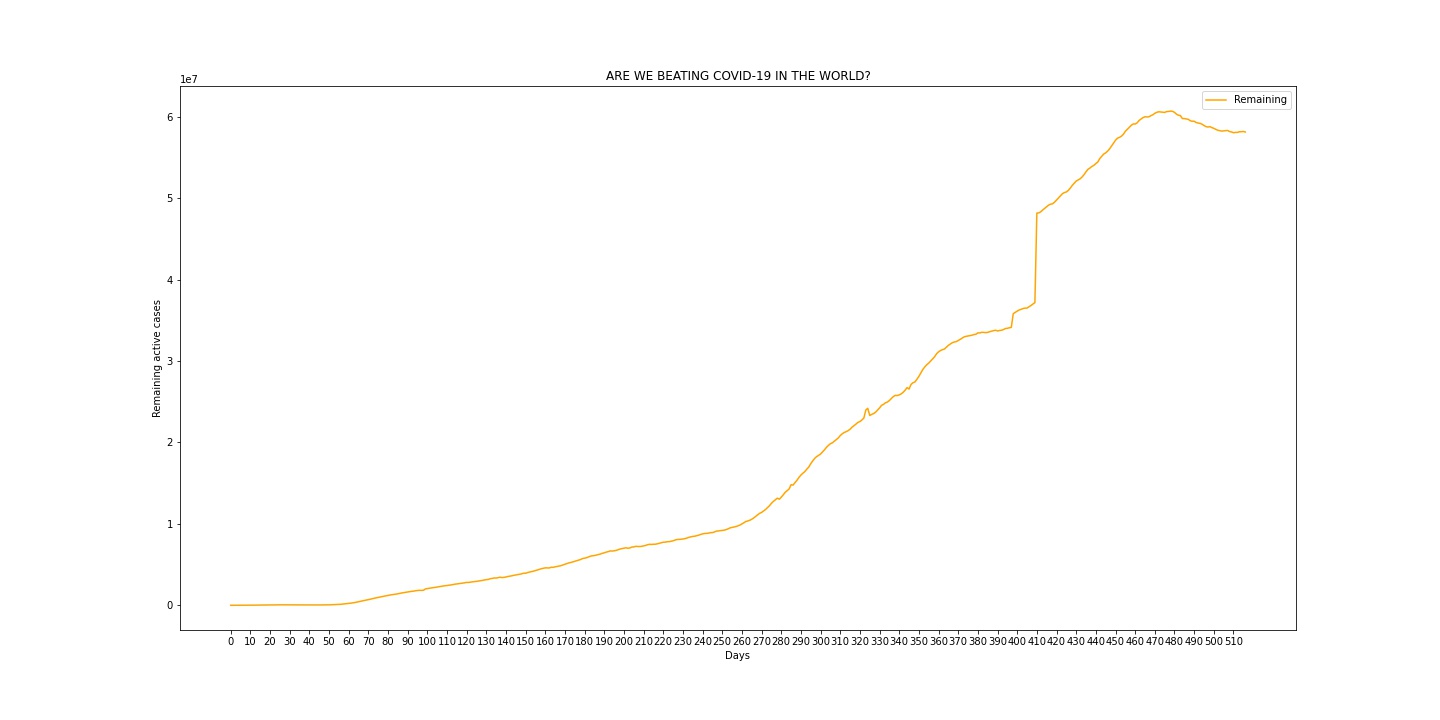 ARE WE BEATING COVID-19 IN THE WORLD?
1e7
Remaining
6
5
4
3
2
1
0
Remaining active cases
0 10 20 30 40 50 60 70 80 90 100 110 120 130 140 150 160 170 180 190 200 210 220 230 240 250 260 270 280 290 300 310 320 330 340 350 360 370 380 390 400 410 420 430 440 450 460 470 480 490 500 510
Days